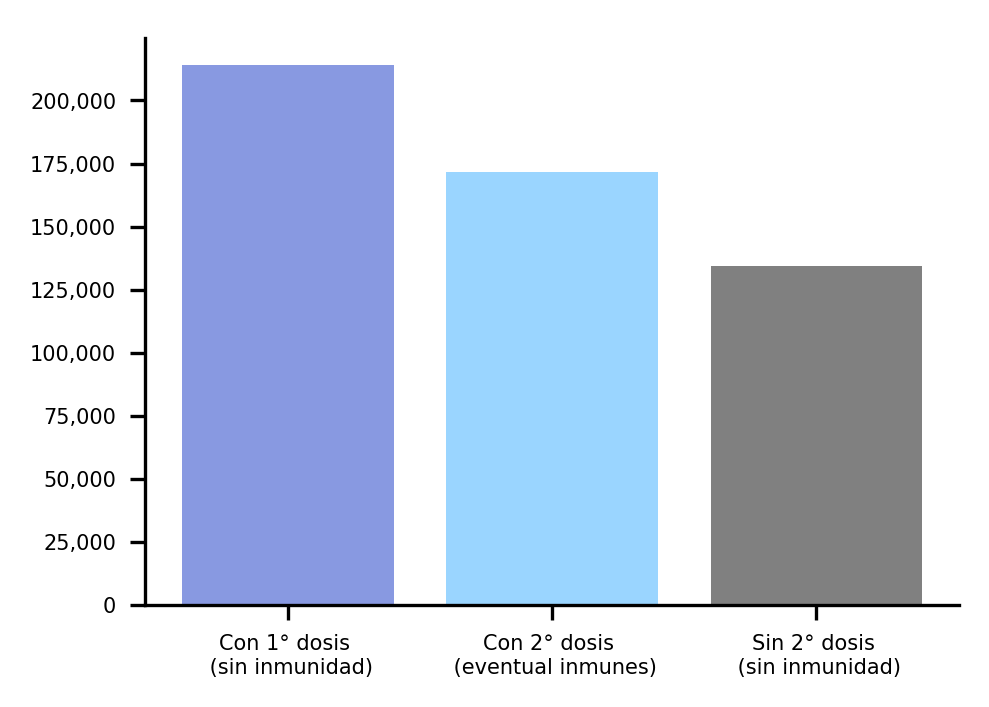 200,000
175,000
150,000
125,000
100,000
75,000
50,000
25,000
0
Con 1° dosis
(sin inmunidad)
Con 2° dosis
(eventual inmunes)
Sin 2° dosis
(sin inmunidad)